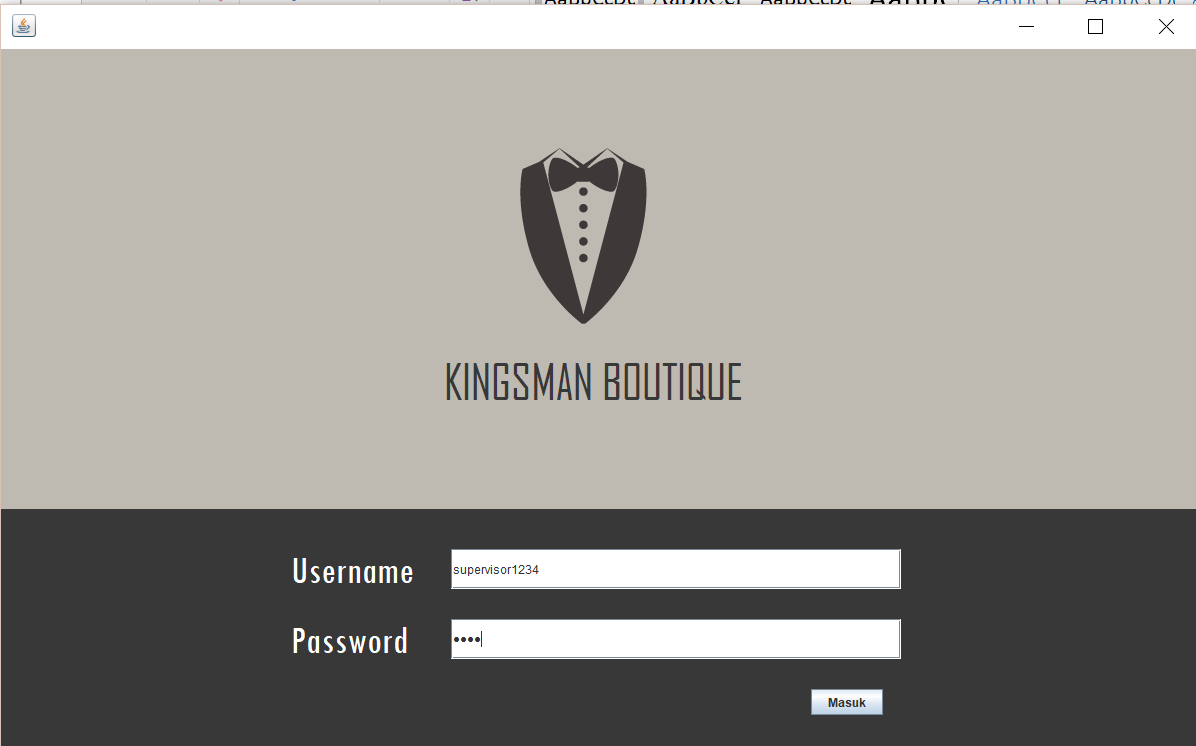 KINGSMAN BOUTIQUE
Username
supervisor1234
Password
••••
Masuk